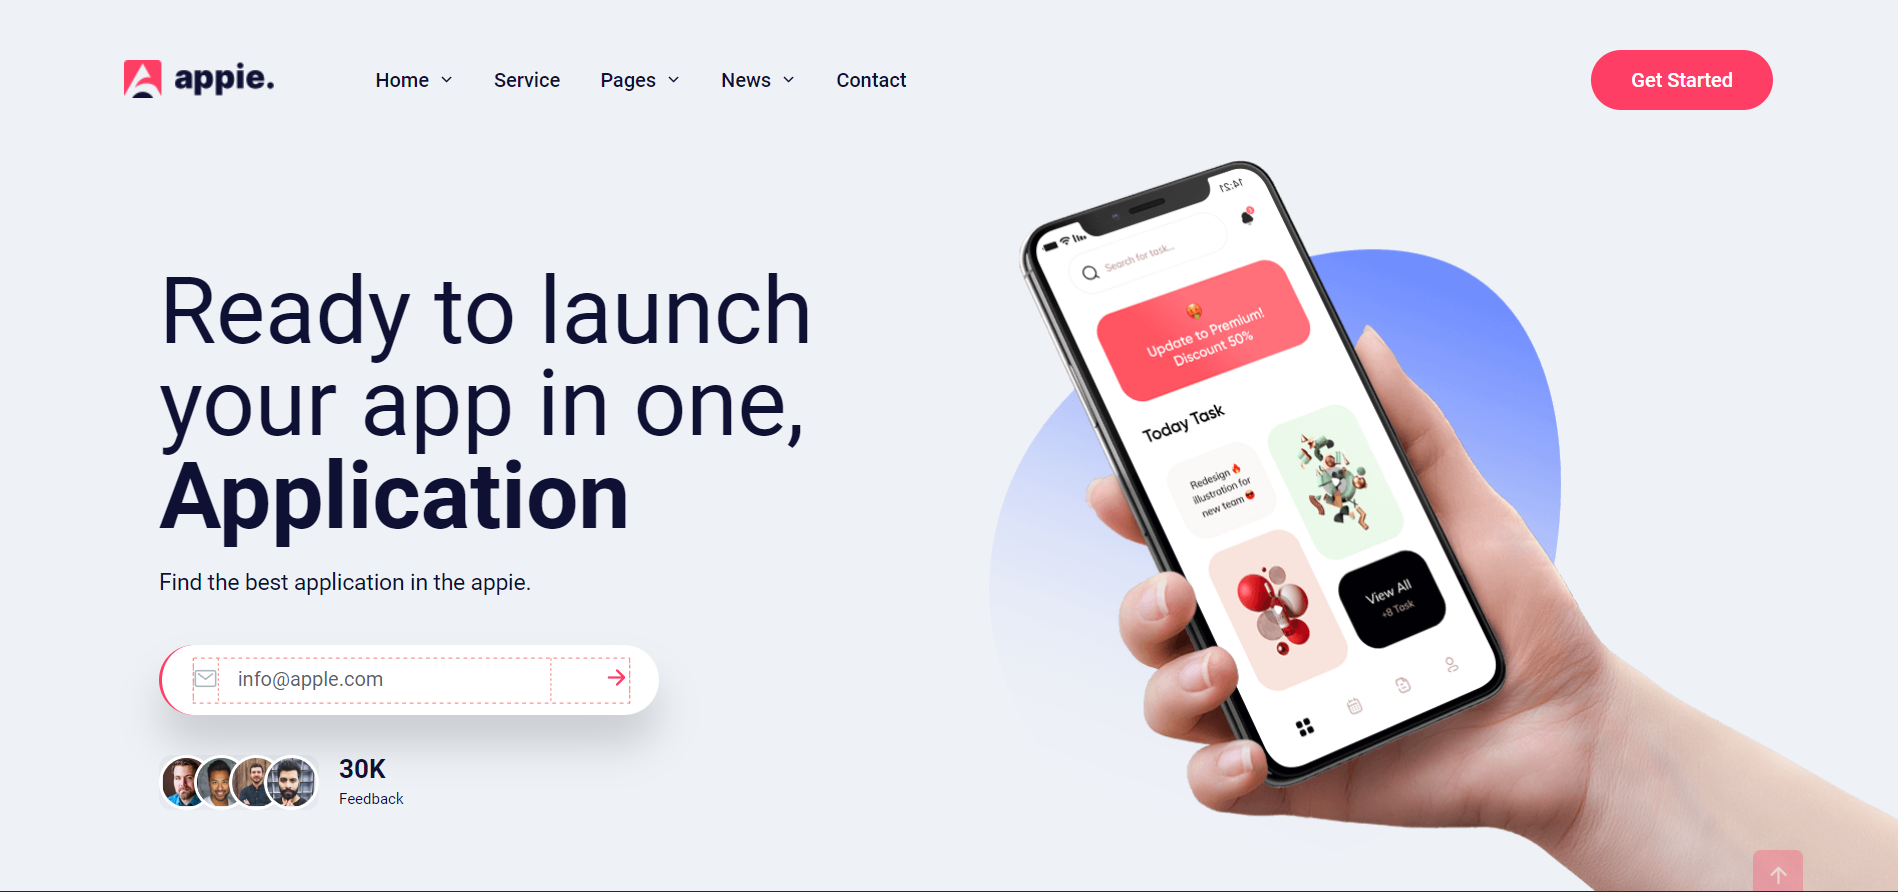 appie.
Home
Service
Pages
News
Contact
Get Started
Ready to launch
your app in one,
Application
Find the best application in the appie.
info@apple.com
30K
Feedback
14:21
Search for task...
Update to Premium!
Discount 50%
Today Task
Redesign 🔥
illustration for
new team 😍
View All
+8 Task